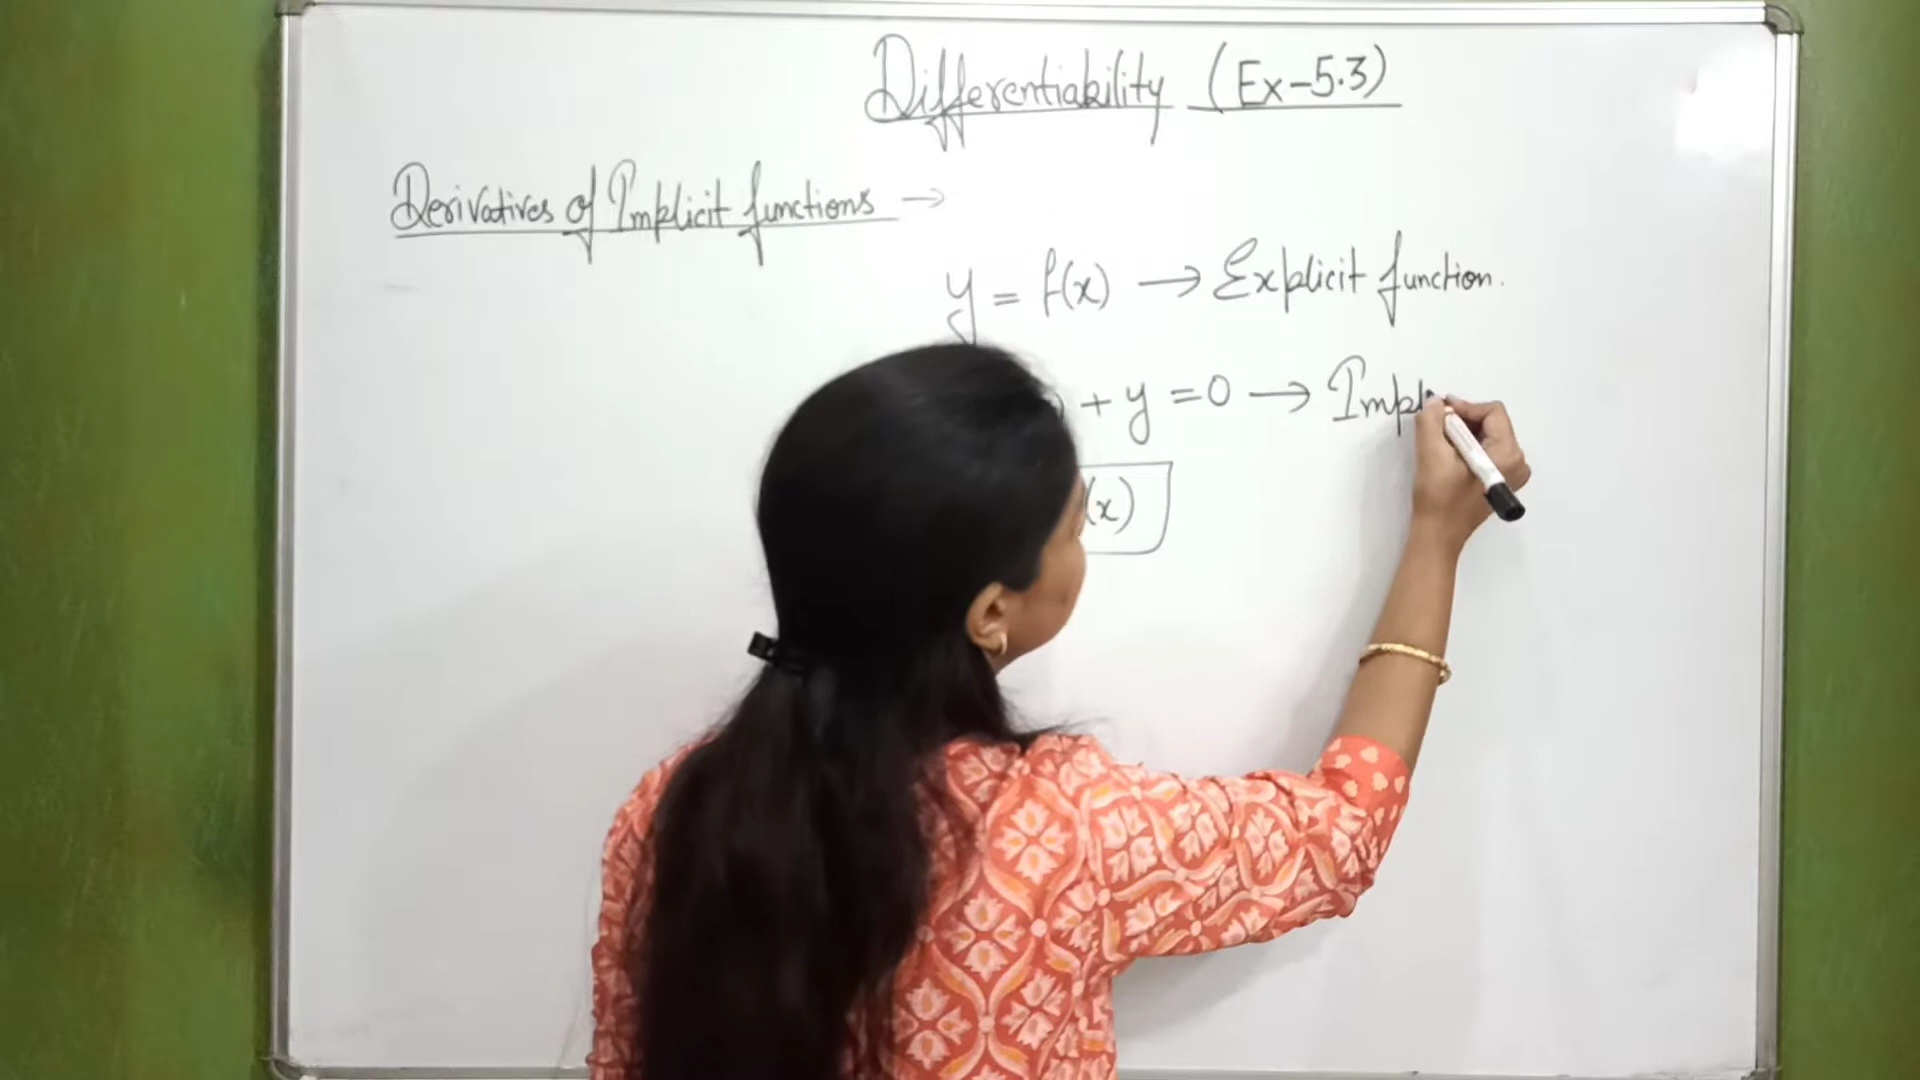 Differentiability (Ex-5.3)
Derivatives of Implicit functions →
y = f(x) → Explicit function.
) + y = 0 → Impl
(x)